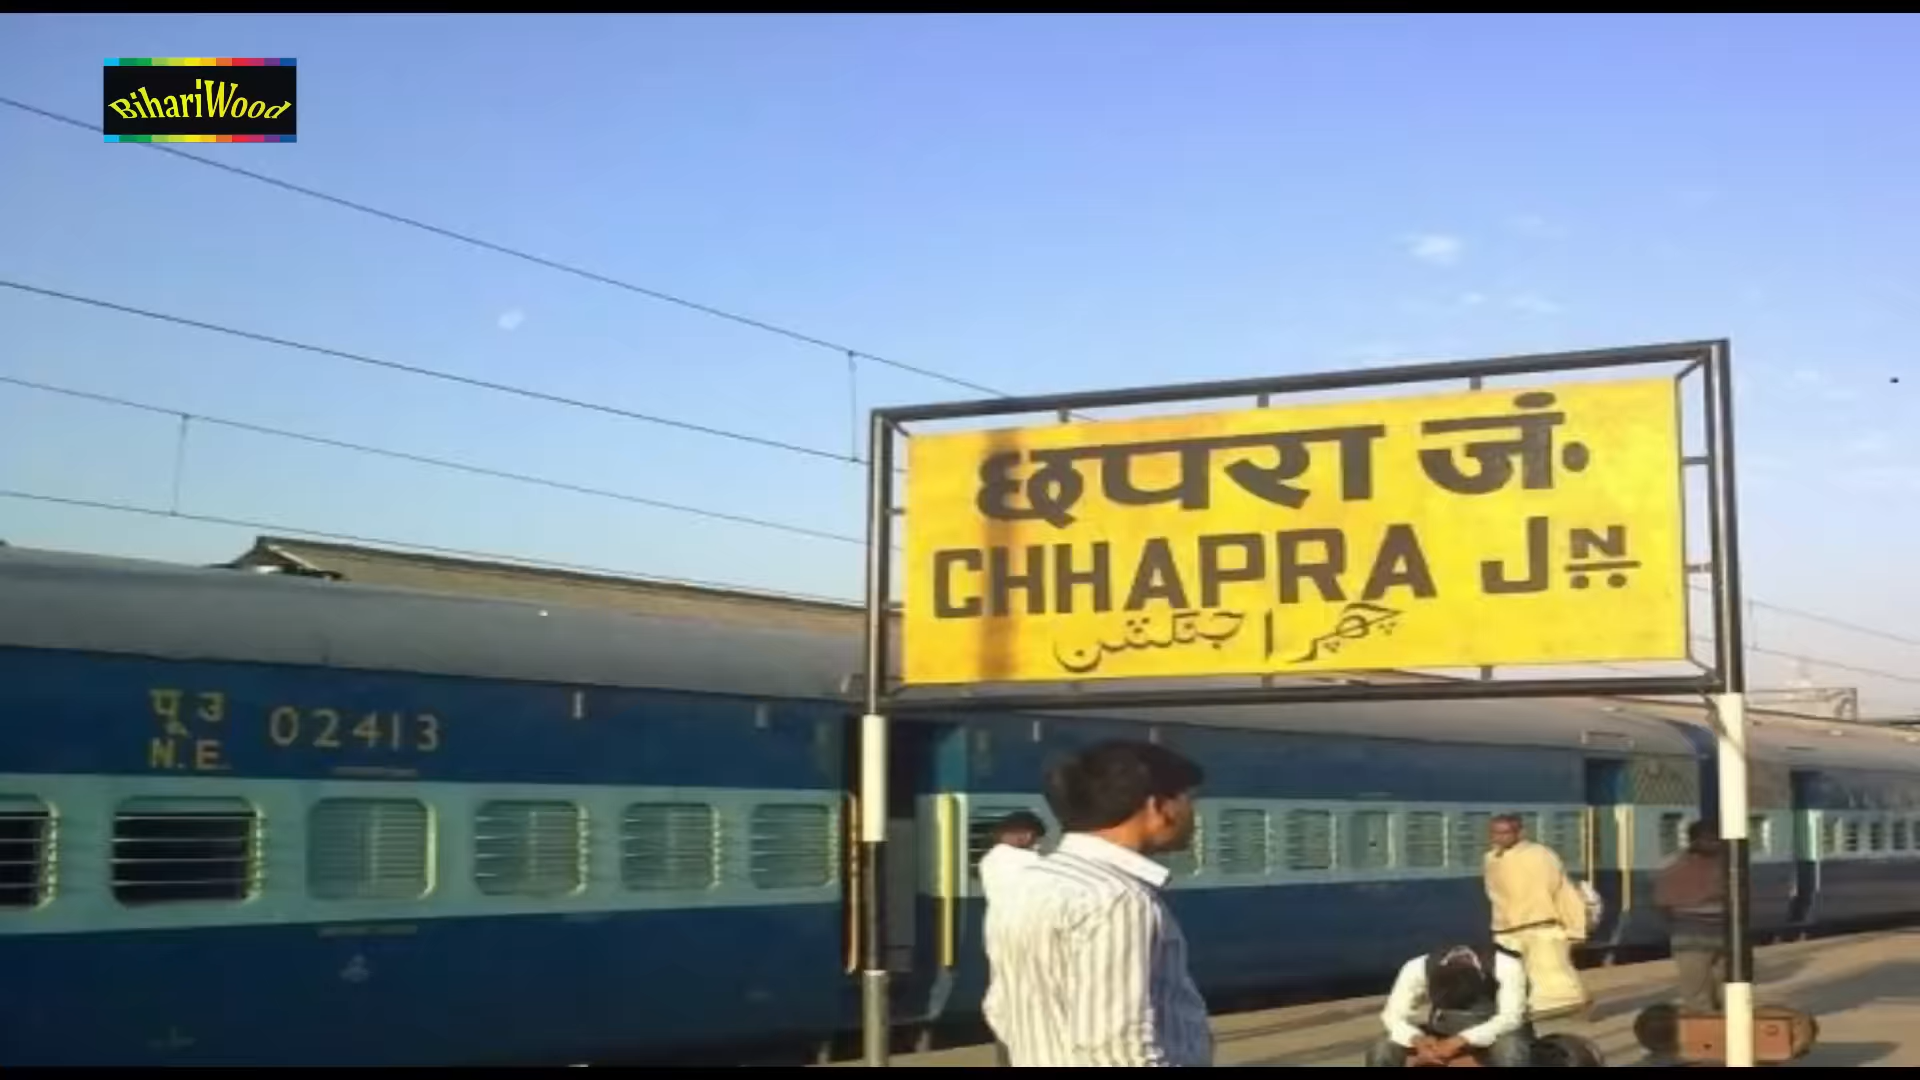 BihariWood
छपरा जं.
CHHAPRA JN
چھپرا جنکشن
पू उ 02413
N.E.